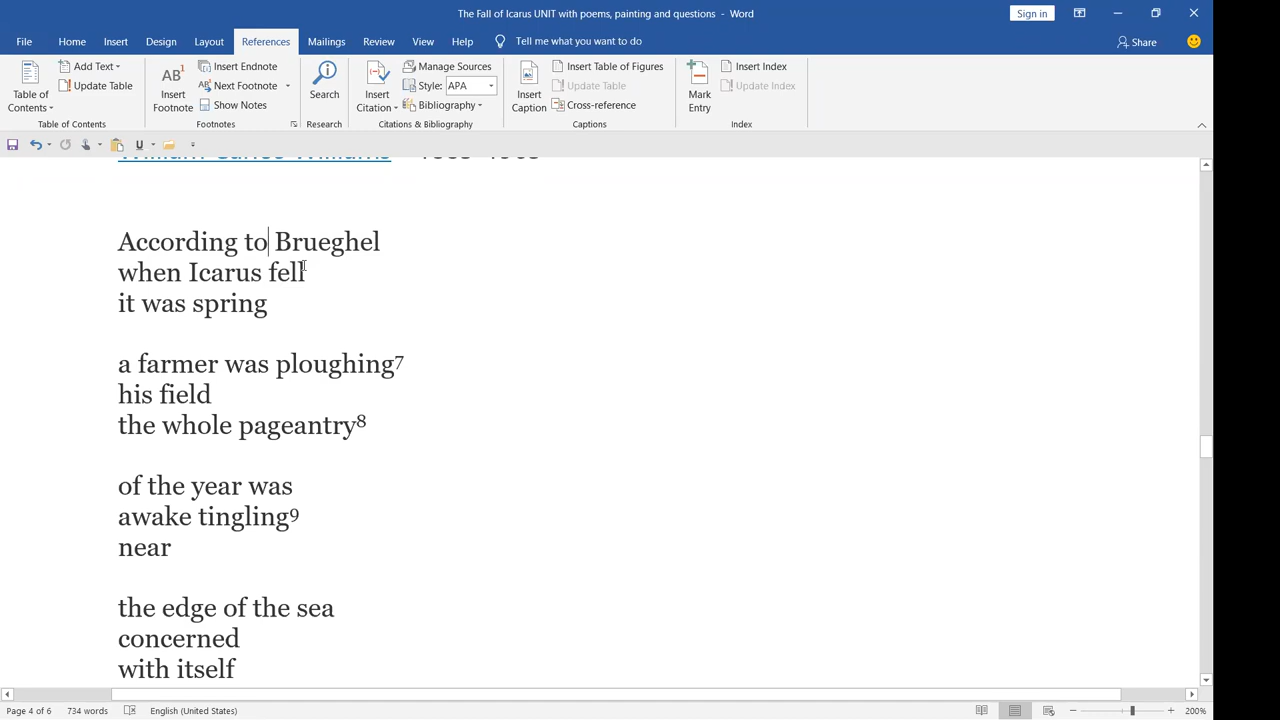 The Fall of Icarus UNIT with poems, painting and questions - Word
Sign in
File Home Insert Design Layout References Mailings Review View Help Tell me what you want to do Share
Table of Contents
Add Text
Update Table
Table of Contents
AB1 Insert Footnote
Insert Endnote
Next Footnote
Show Notes
Footnotes
Search
Research
Insert Citation
Manage Sources
Style: APA
Bibliography
Citations & Bibliography
Insert Caption
Insert Table of Figures
Update Table
Cross-reference
Captions
Mark Entry
Insert Index
Update Index
Index
According to Brueghel
when Icarus fell
it was spring
a farmer was ploughing7
his field
the whole pageantry8
of the year was
awake tingling9
near
the edge of the sea
concerned
with itself
Page 4 of 6 734 words English (United States) 200%